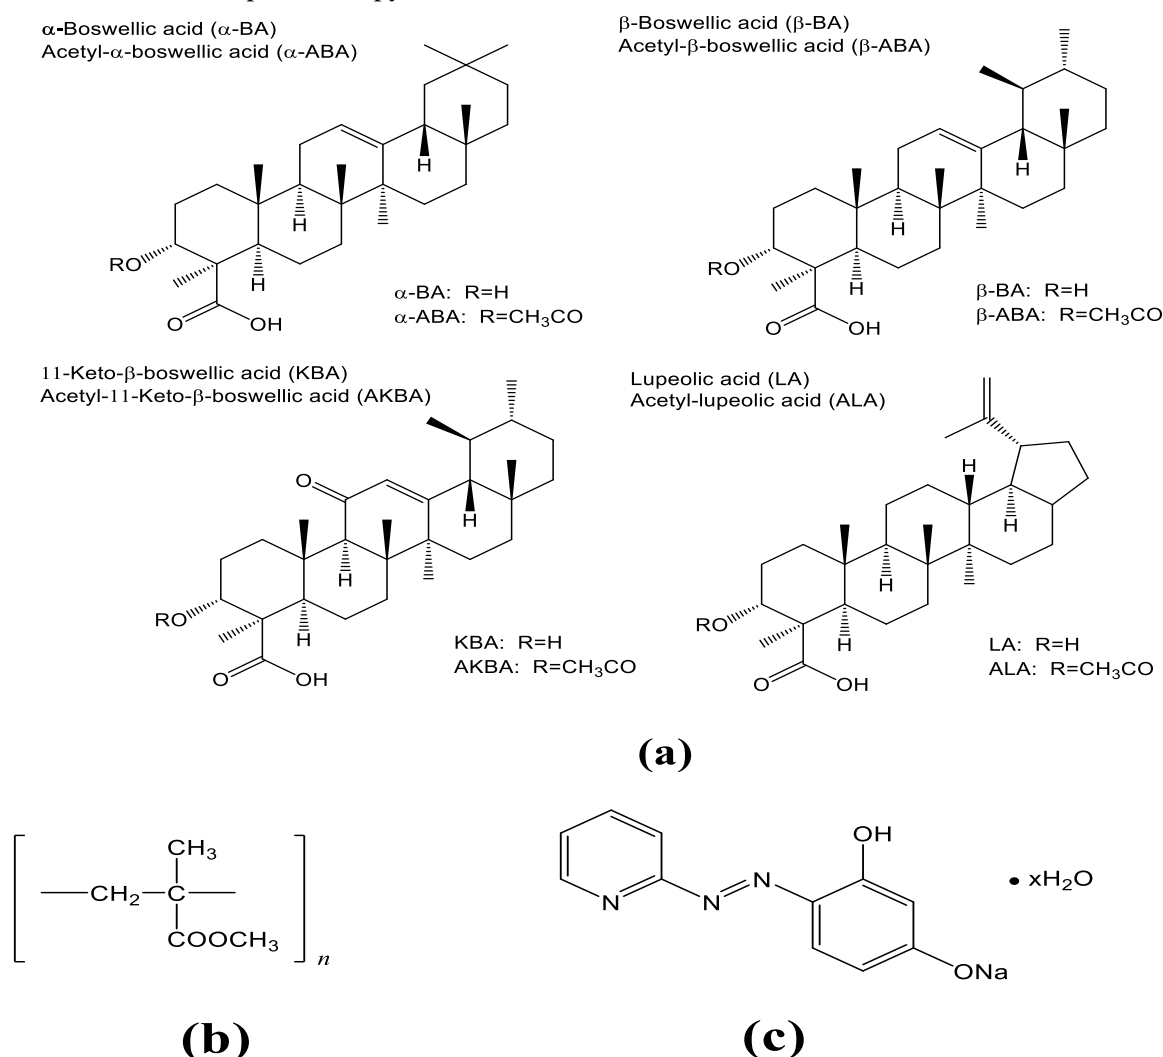 α-Boswellic acid (α-BA)
Acetyl-α-boswellic acid (α-ABA)
H
H
H
RO
O
OH
α-BA: R=H
α-ABA: R=CH₃CO
β-Boswellic acid (β-BA)
Acetyl-β-boswellic acid (β-ABA)
H
H
H
RO
O
OH
β-BA: R=H
β-ABA: R=CH₃CO
11-Keto-β-boswellic acid (KBA)
Acetyl-11-Keto-β-boswellic acid (AKBA)
O
H
H
H
RO
O
OH
KBA: R=H
AKBA: R=CH₃CO
Lupeolic acid (LA)
Acetyl-lupeolic acid (ALA)
H
H
H
H
RO
O
OH
LA: R=H
ALA: R=CH₃CO
(a)
CH₃
CH₂
C
COOCH₃
n
(b)
OH
N
N
N
ONa
• xH₂O
(c)